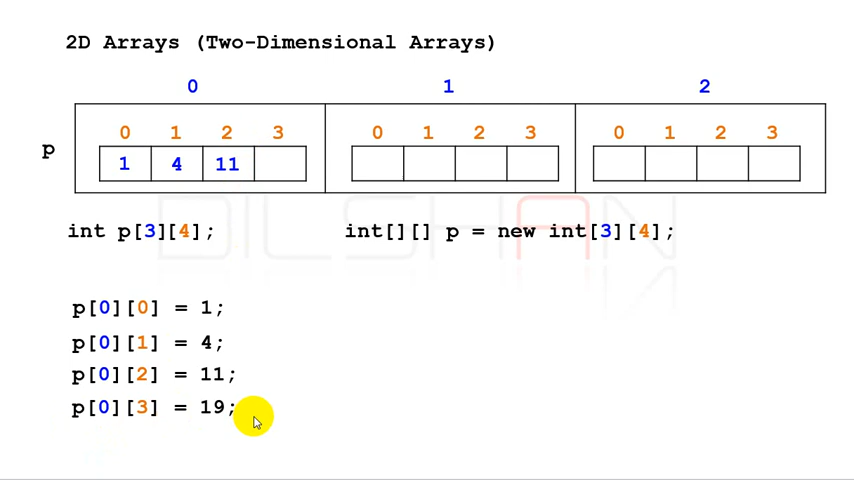 2D Arrays (Two-Dimensional Arrays)
0 1 2
0 1 2 3 0 1 2 3 0 1 2 3
p
1 4 11
DILSHAN
int p[3][4]; int[][] p = new int[3][4];
p[0][0] = 1;
p[0][1] = 4;
p[0][2] = 11;
p[0][3] = 19;